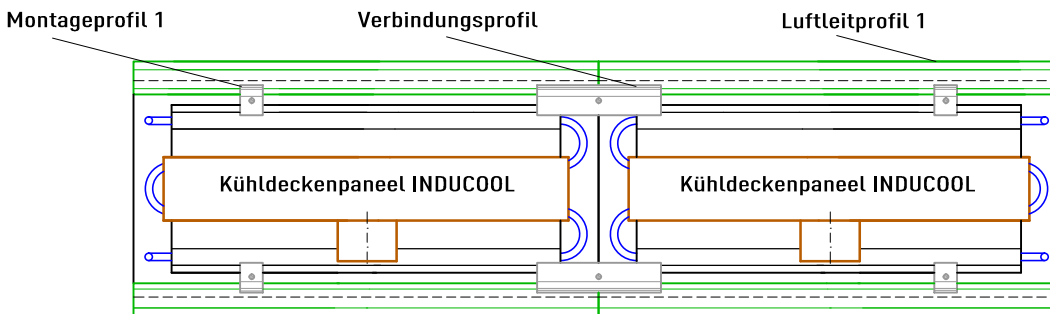 Montageprofil 1
Verbindungsprofil
Luftleitprofil 1
Kühldeckenpaneel INDUCOOL
Kühldeckenpaneel INDUCOOL